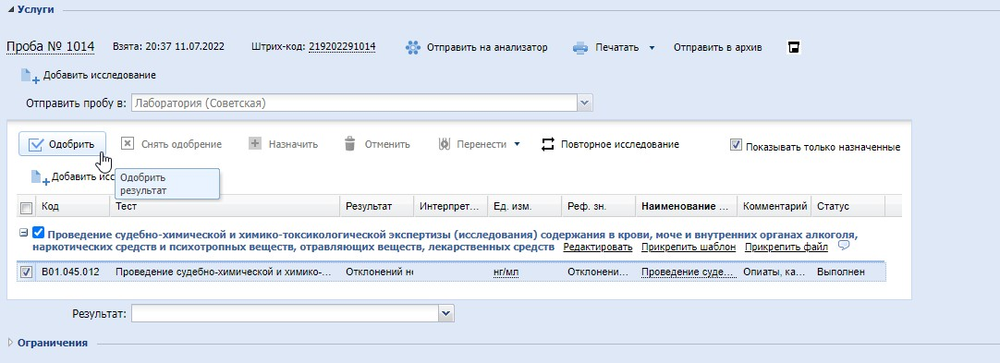 Услуги
Проба № 1014 Взята: 20:37 11.07.2022 Штрих-код: 219202291014 Отправить на анализатор Печатать Отправить в архив
Добавить исследование
Отправить пробу в: Лаборатория (Советская)
Одобрить Снять одобрение Назначить Отменить Перенести Повторное исследование Показывать только назначенные
Добавить исс
Одобрить
результат
Код Тест Результат Интерпрет... Ед. изм. Реф. зн. Наименование ... Комментарий Статус
Проведение судебно-химической и химико-токсикологической экспертизы (исследования) содержания в крови, моче и внутренних органах алкоголя,
наркотических средств и психотропных веществ, отравляющих веществ, лекарственных средств Редактировать Прикрепить шаблон Прикрепить файл
B01.045.012 Проведение судебно-химической и химико-... Отклонений не нг/мл Отклонени... Проведение суде... Опиаты, ка... Выполнен
Результат:
Ограничения